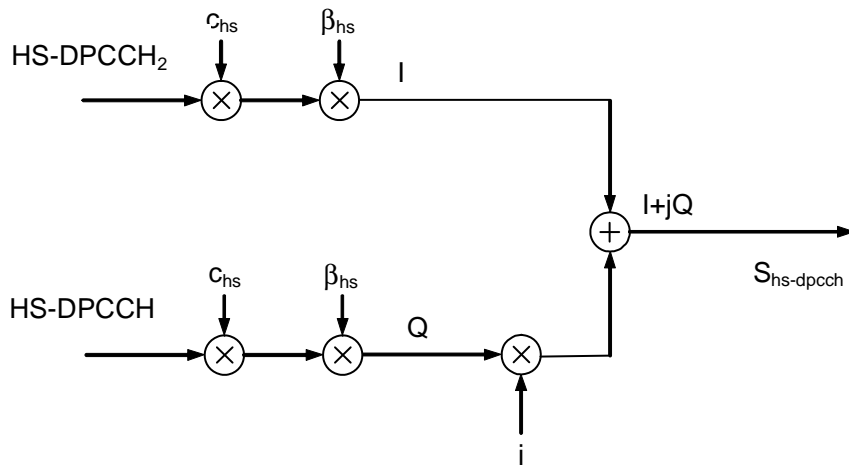 c_hs
β_hs
HS-DPCCH₂
I
I+jQ
S_hs-dpcch
c_hs
β_hs
HS-DPCCH
Q
j